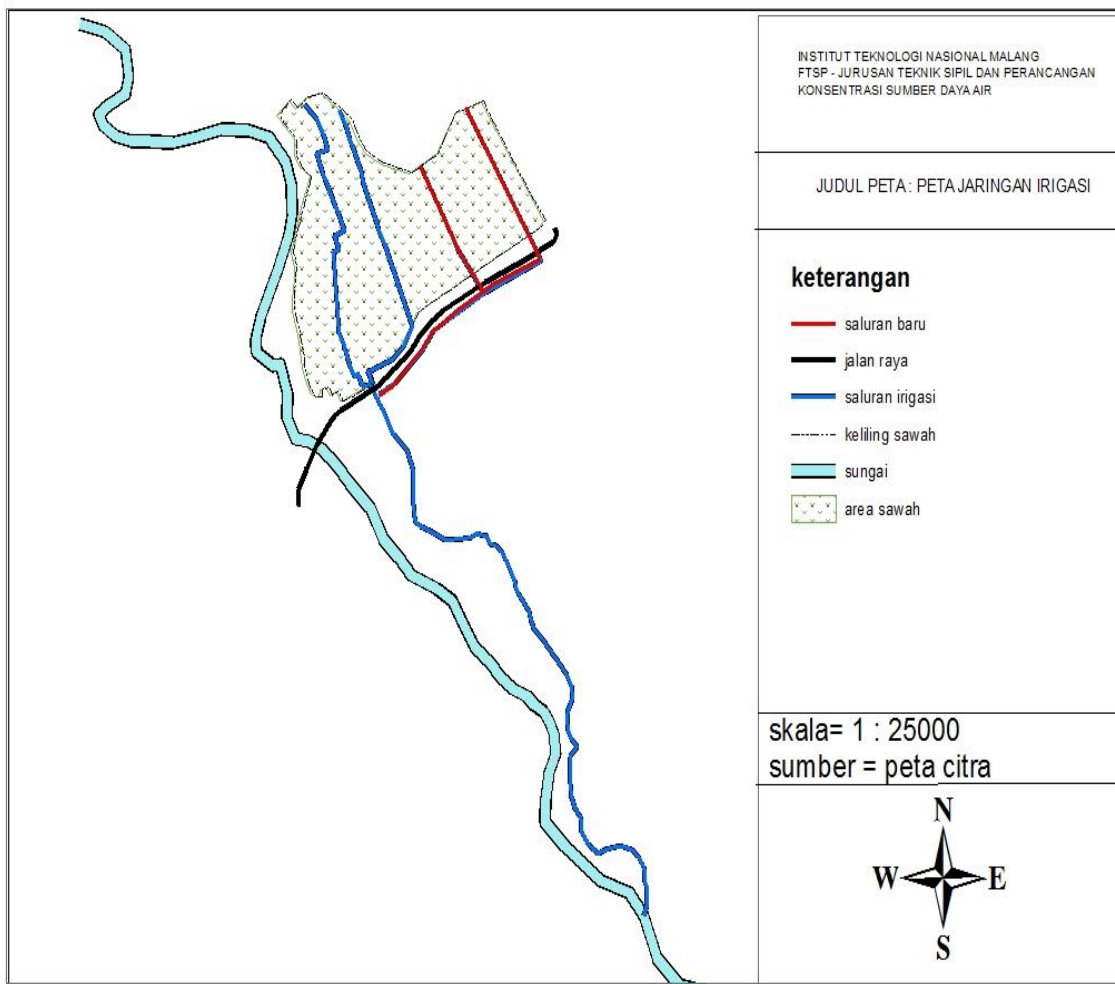 INSTITUT TEKNOLOGI NASIONAL MALANG
FTSP - JURUSAN TEKNIK SIPIL DAN PERANCANGAN
KONSENTRASI SUMBER DAYA AIR
JUDUL PETA : PETA JARINGAN IRIGASI
keterangan
saluran baru
jalan raya
saluran irigasi
keliling sawah
sungai
area sawah
skala= 1 : 25000
sumber = peta citra
N
W E
S